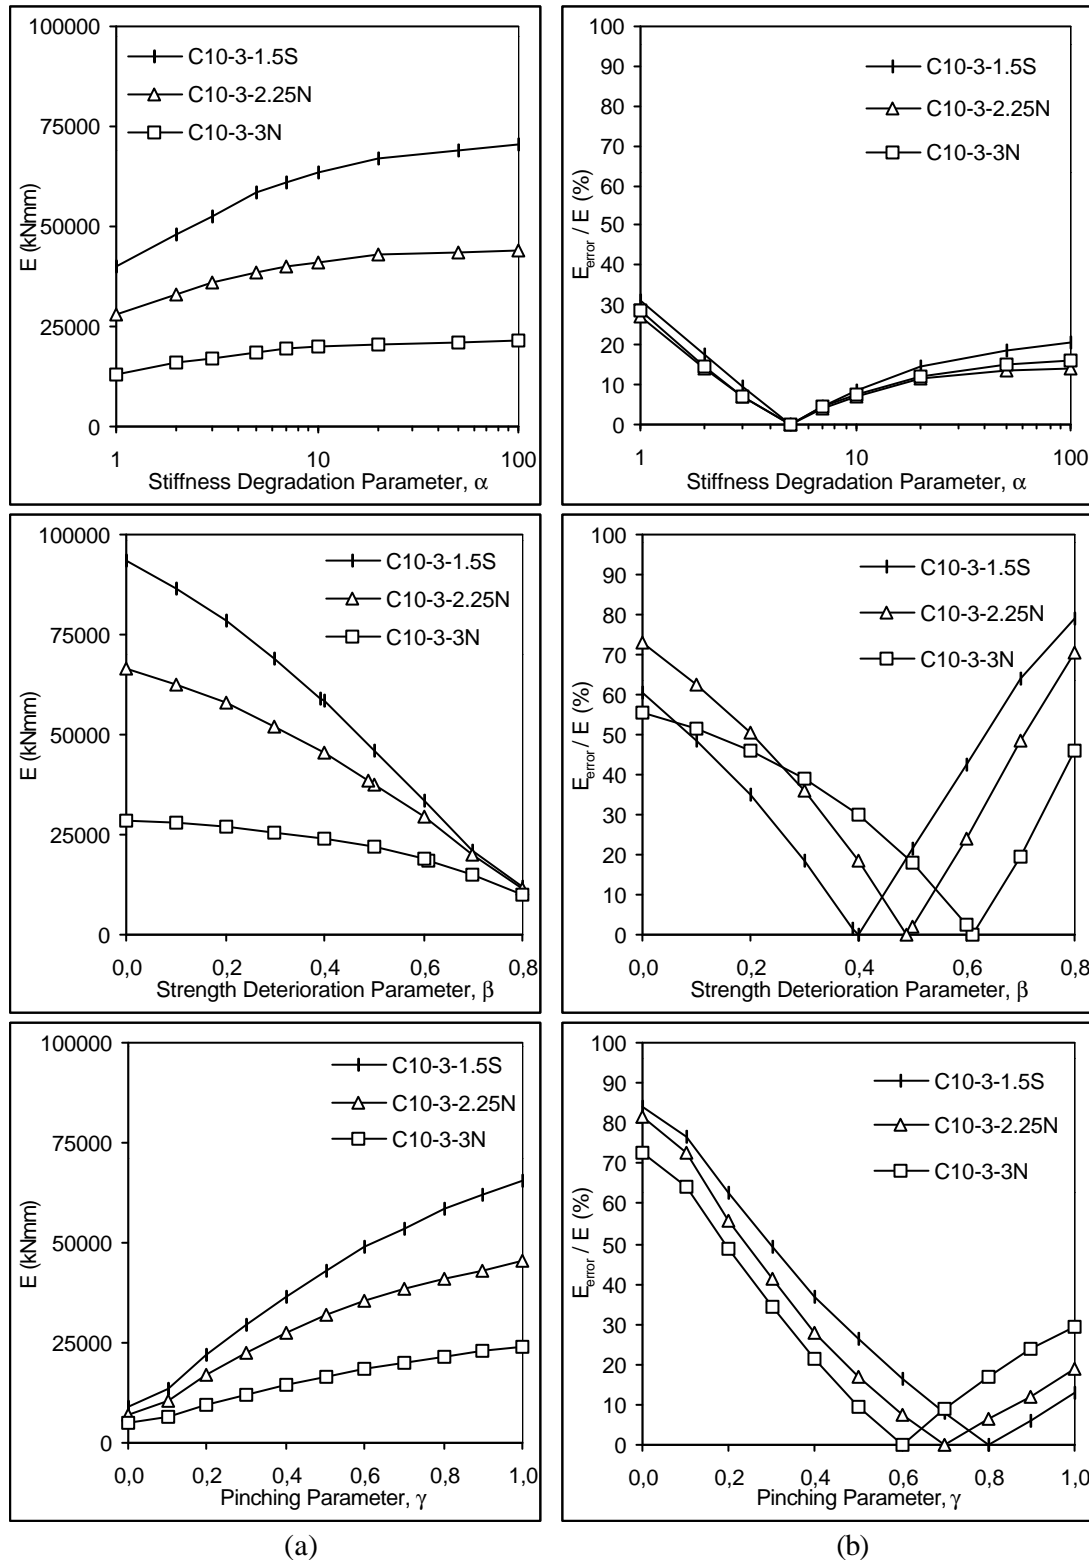 100000
75000
50000
25000
0
E (kNmm)
C10-3-1.5S
C10-3-2.25N
C10-3-3N
1 10 100
Stiffness Degradation Parameter, α
100
90
80
70
60
50
40
30
20
10
0
E_error / E (%)
C10-3-1.5S
C10-3-2.25N
C10-3-3N
1 10 100
Stiffness Degradation Parameter, α
100000
75000
50000
25000
0
E (kNmm)
C10-3-1.5S
C10-3-2.25N
C10-3-3N
0,0 0,2 0,4 0,6 0,8
Strength Deterioration Parameter, β
100
90
80
70
60
50
40
30
20
10
0
E_error / E (%)
C10-3-1.5S
C10-3-2.25N
C10-3-3N
0,0 0,2 0,4 0,6 0,8
Strength Deterioration Parameter, β
100000
75000
50000
25000
0
E (kNmm)
C10-3-1.5S
C10-3-2.25N
C10-3-3N
0,0 0,2 0,4 0,6 0,8 1,0
Pinching Parameter, γ
100
90
80
70
60
50
40
30
20
10
0
E_error / E (%)
C10-3-1.5S
C10-3-2.25N
C10-3-3N
0,0 0,2 0,4 0,6 0,8 1,0
Pinching Parameter, γ
(a) (b)